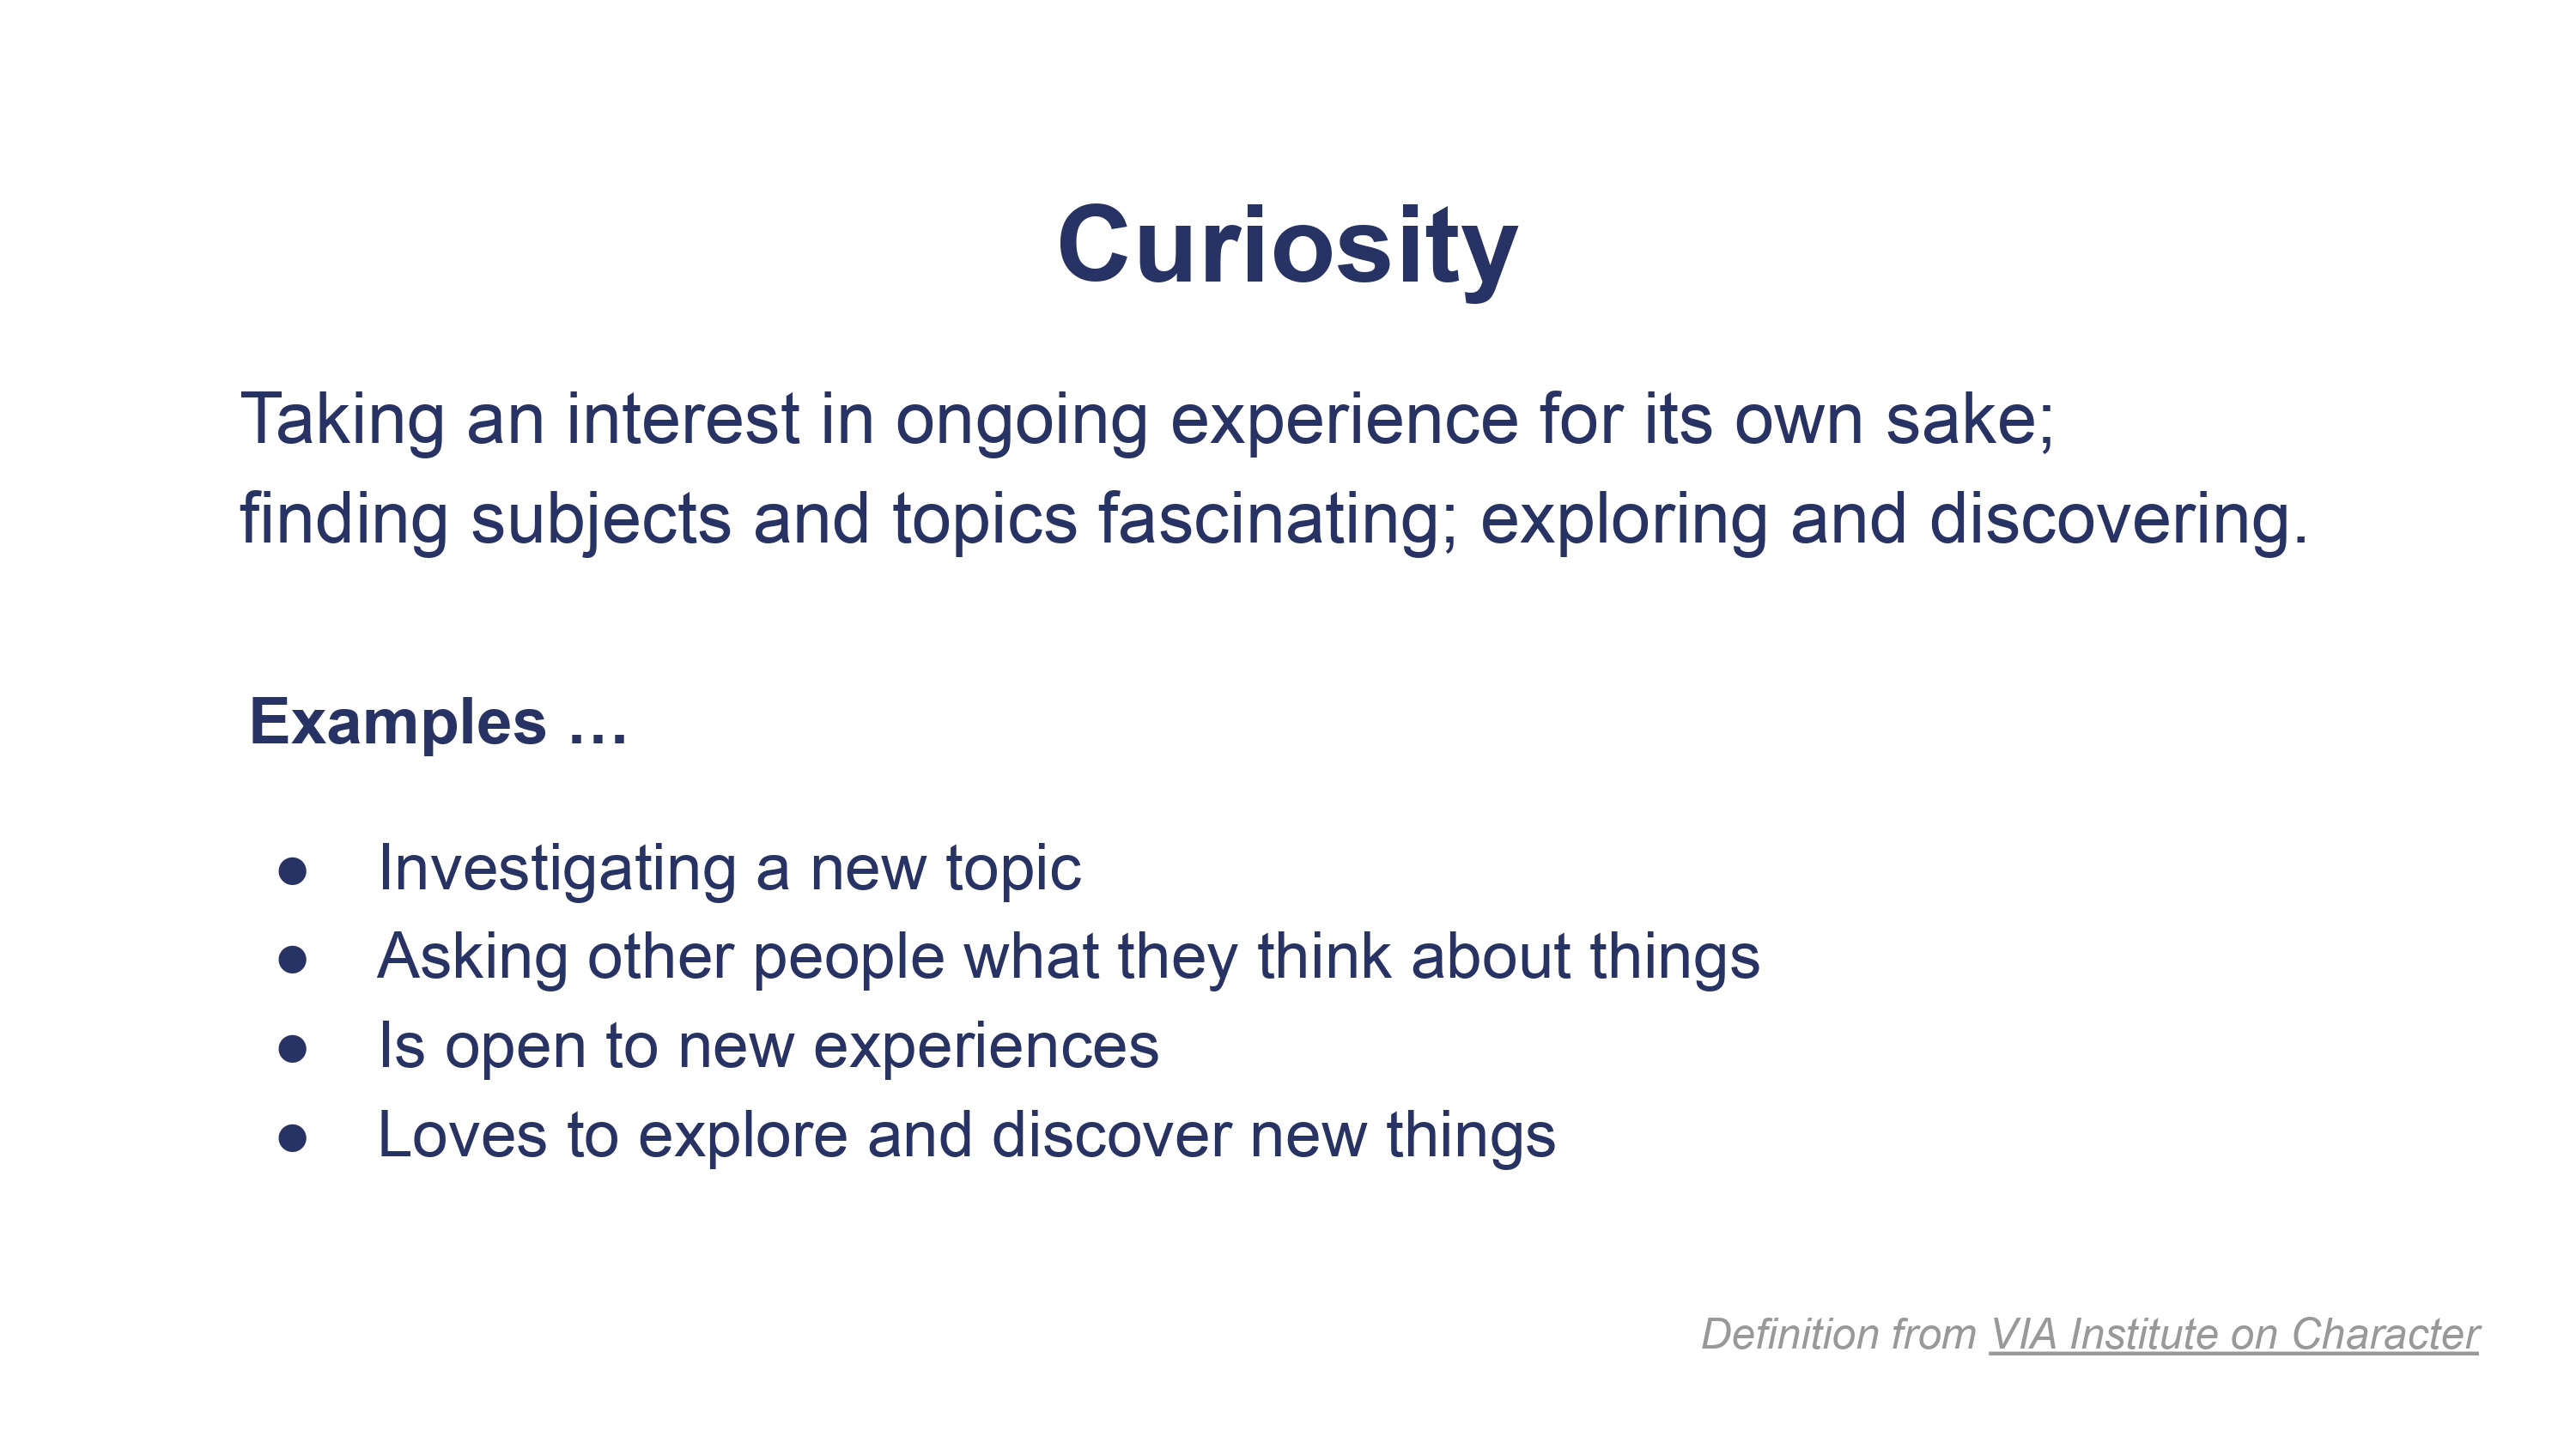 Curiosity
Taking an interest in ongoing experience for its own sake;
finding subjects and topics fascinating; exploring and discovering.
Examples …
● Investigating a new topic
● Asking other people what they think about things
● Is open to new experiences
● Loves to explore and discover new things
Definition from VIA Institute on Character